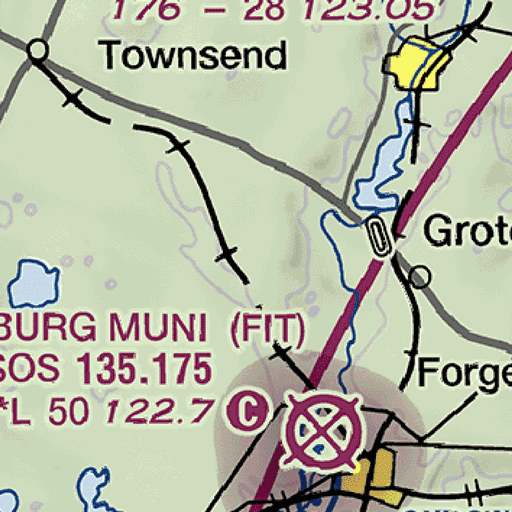 176 - 28 123.05
Townsend
Grot
BURG MUNI (FIT)
SOS 135.175
Forge
*L 50 122.7 C